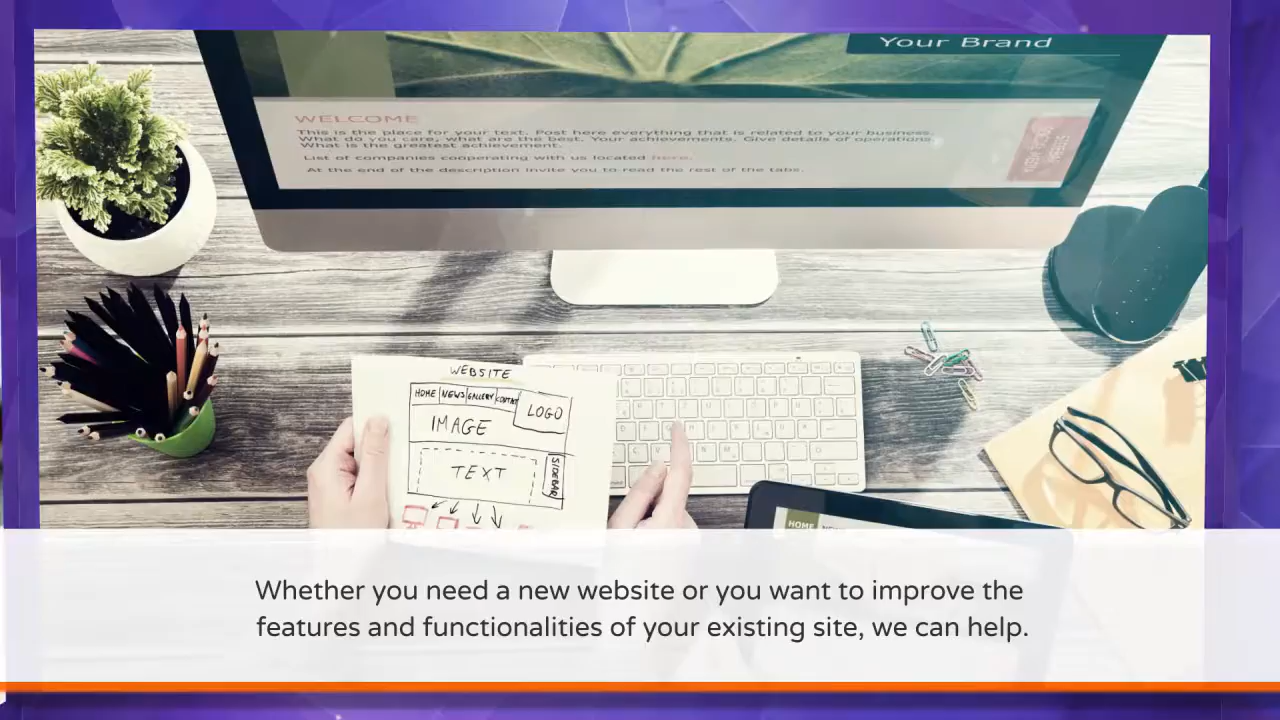 Your Brand
WELCOME
This is the place for your text. Post here everything that is related to your business.
What do you care, what are the best. Your achievements. Give details of operations.
What is the greatest achievement.
List of companies cooperating with us located here.
At the end of the description invite you to read the rest of the tabs.
WEBSITE
HOME NEWS GALLERY CONTACT
LOGO
IMAGE
TEXT
SIDEBAR
HOME
Whether you need a new website or you want to improve the
features and functionalities of your existing site, we can help.